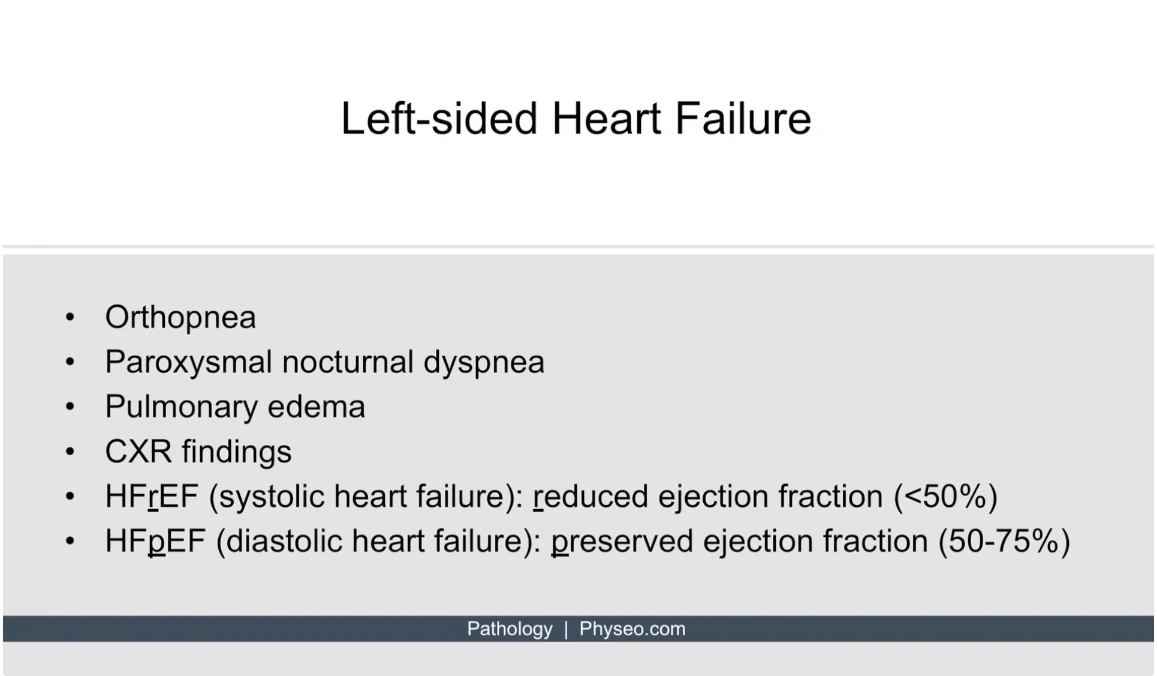 Left-sided Heart Failure
• Orthopnea
• Paroxysmal nocturnal dyspnea
• Pulmonary edema
• CXR findings
• HFrEF (systolic heart failure): reduced ejection fraction (<50%)
• HFpEF (diastolic heart failure): preserved ejection fraction (50-75%)
Pathology | Physeo.com